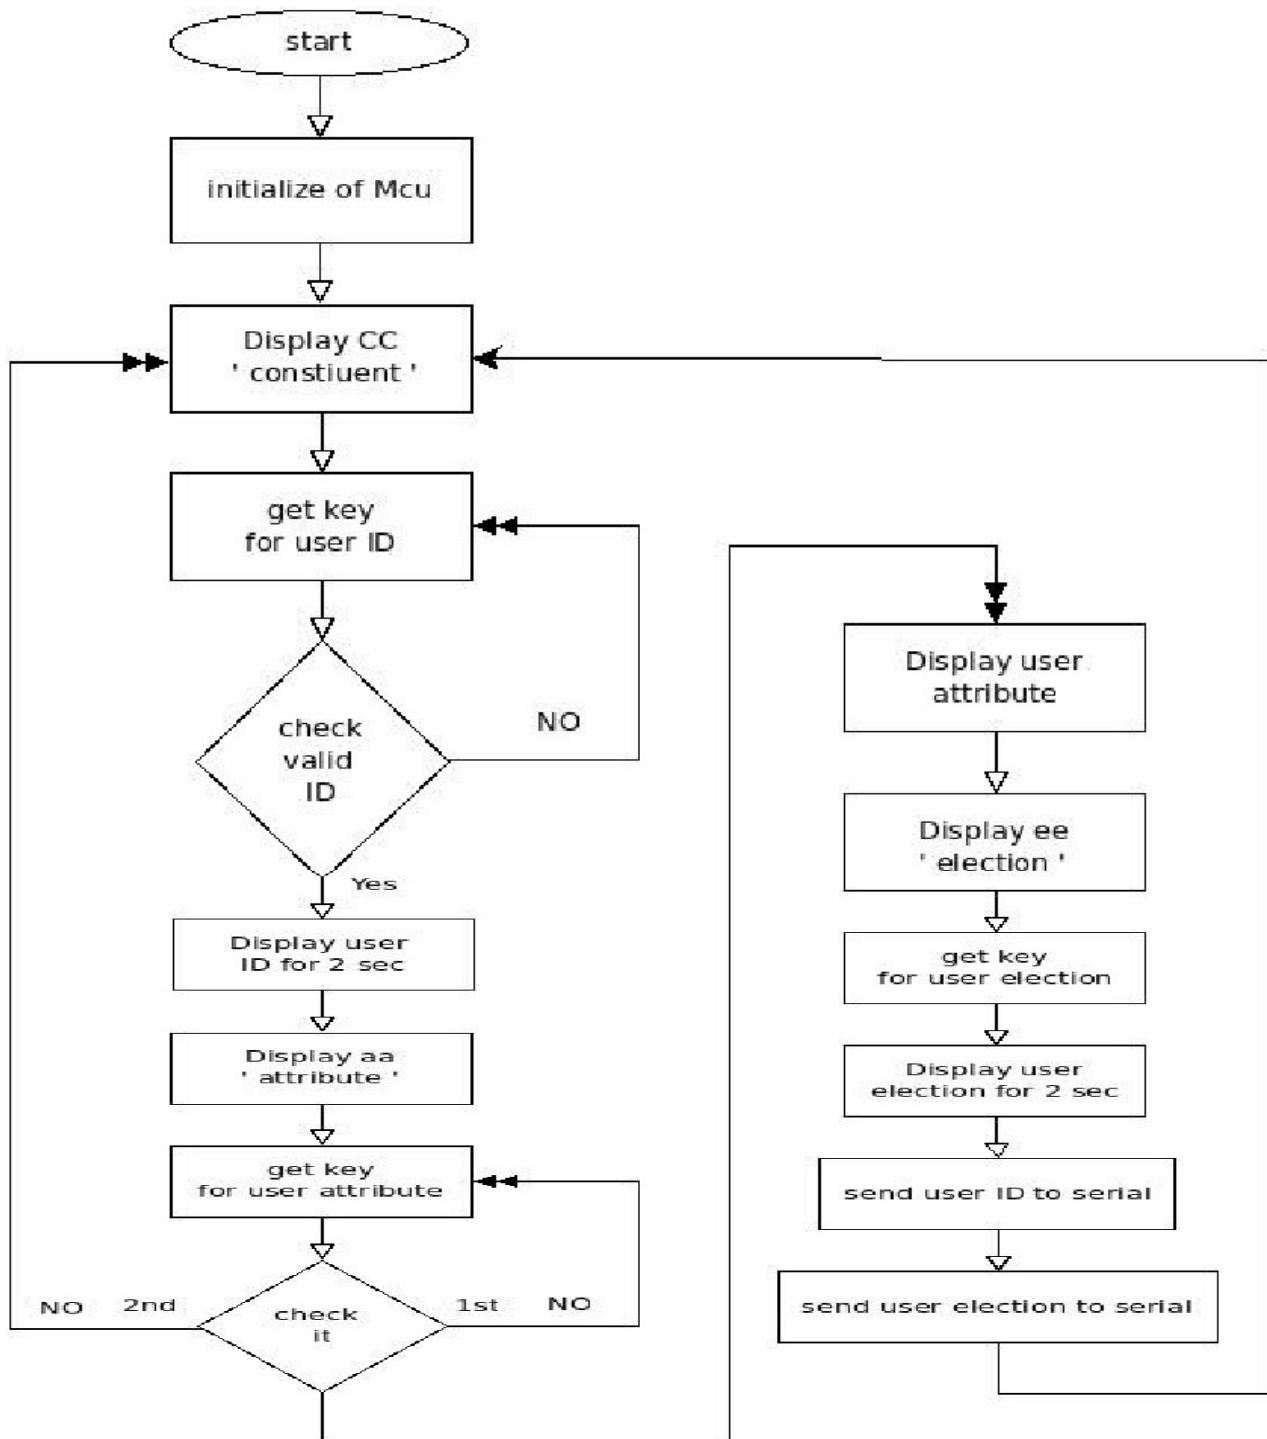 start
initialize of Mcu
Display CC
' constiuent '
get key
for user ID
check
valid
ID
NO
Yes
Display user
ID for 2 sec
Display aa
' attribute '
get key
for user attribute
check
it
NO 2nd
1st NO
Display user
attribute
Display ee
' election '
get key
for user election
Display user
election for 2 sec
send user ID to serial
send user election to serial